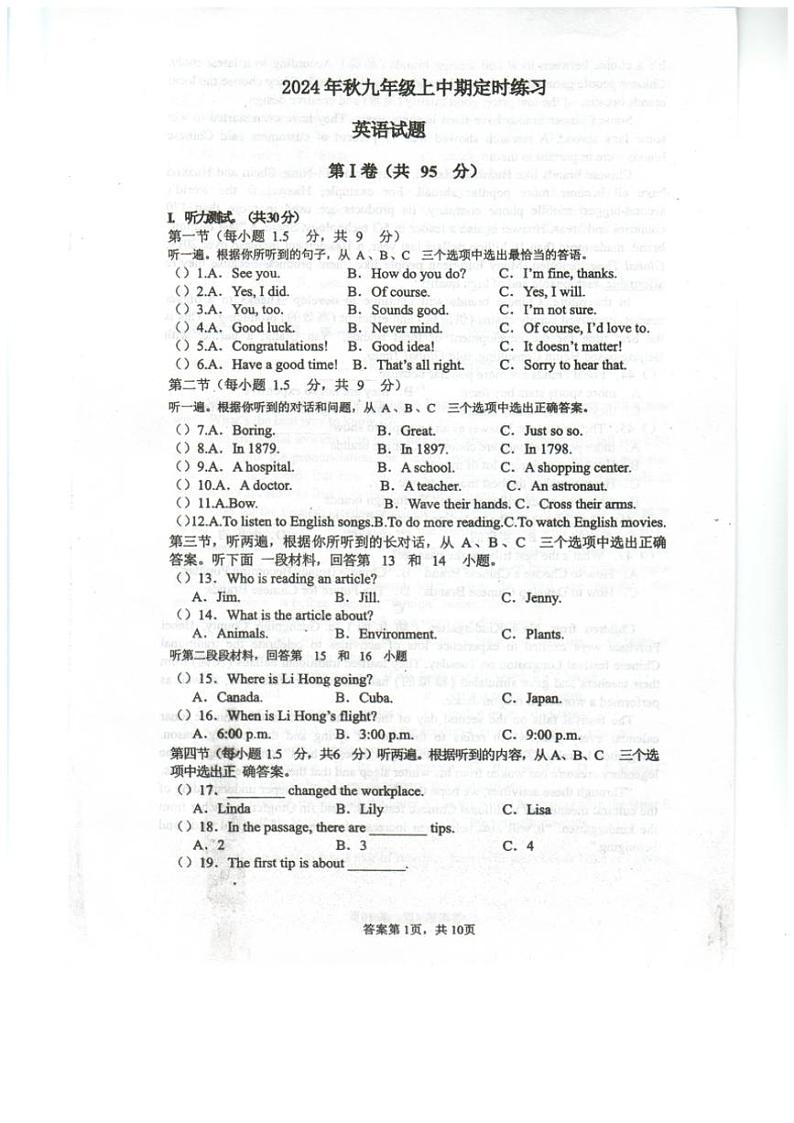 2024年秋九年级上中期定时练习
英语试题
第 I 卷（共 95 分）
I. 听力测试。（共30分）
第一节（每小题 1.5 分，共 9 分）
听一遍。根据你所听到的句子，从 A、B、C 三个选项中选出最恰当的答语。
（）1.A. See you. B. How do you do? C. I'm fine, thanks.
（）2.A. Yes, I did. B. Of course. C. Yes, I will.
（）3.A. You, too. B. Sounds good. C. I'm not sure.
（）4.A. Good luck. B. Never mind. C. Of course, I'd love to.
（）5.A. Congratulations! B. Good idea! C. It doesn't matter!
（）6.A. Have a good time! B. That's all right. C. Sorry to hear that.
第二节（每小题 1.5 分，共 9 分）
听一遍。根据你听到的对话和问题，从 A、B、C 三个选项中选出正确答案。
（）7.A. Boring. B. Great. C. Just so so.
（）8.A. In 1879. B. In 1897. C. In 1798.
（）9.A. A hospital. B. A school. C. A shopping center.
（）10.A. A doctor. B. A teacher. C. An astronaut.
（）11.A.Bow. B. Wave their hands. C. Cross their arms.
（）12.A.To listen to English songs.B.To do more reading.C.To watch English movies.
第三节，听两遍，根据你所听到的长对话，从 A、B、C 三个选项中选出正确
答案。听下面 一段材料，回答第 13 和 14 小题。
（）13. Who is reading an article?
A. Jim. B. Jill. C. Jenny.
（）14. What is the article about?
A. Animals. B. Environment. C. Plants.
听第二段段材料，回答第 15 和 16 小题
（）15. Where is Li Hong going?
A. Canada. B. Cuba. C. Japan.
（）16. When is Li Hong's flight?
A. 6:00 p.m. B. 3:00 p.m. C. 9:00 p.m.
第四节（每小题 1.5 分，共6 分）听两遍。根据听到的内容，从 A、B、C 三个选
项中选出正 确答案。
（）17. ________ changed the workplace.
A. Linda B. Lily C. Lisa
（）18. In the passage, there are ________ tips.
A. 2 B. 3 C. 4
（）19. The first tip is about ________.
答案第 1页，共 10页